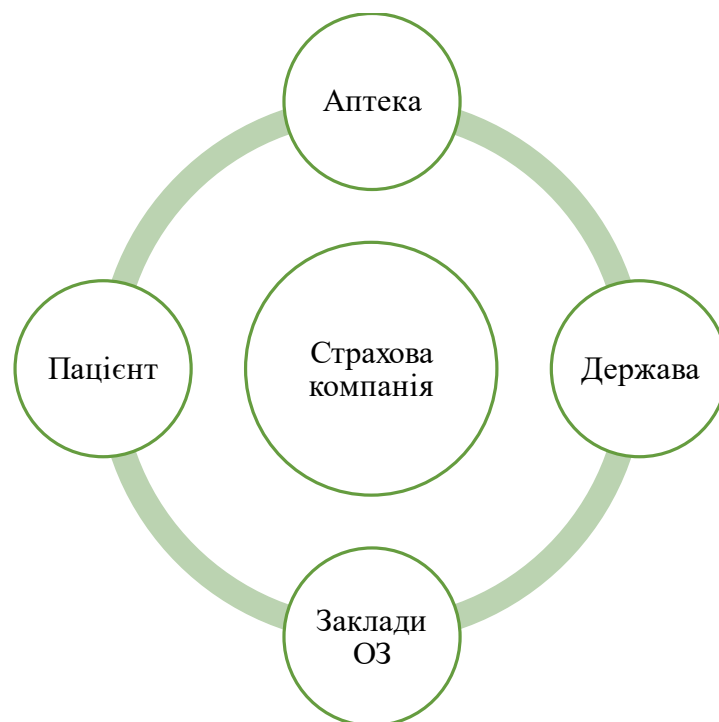 Аптека
Пацієнт
Страхова
компанія
Держава
Заклади
ОЗ